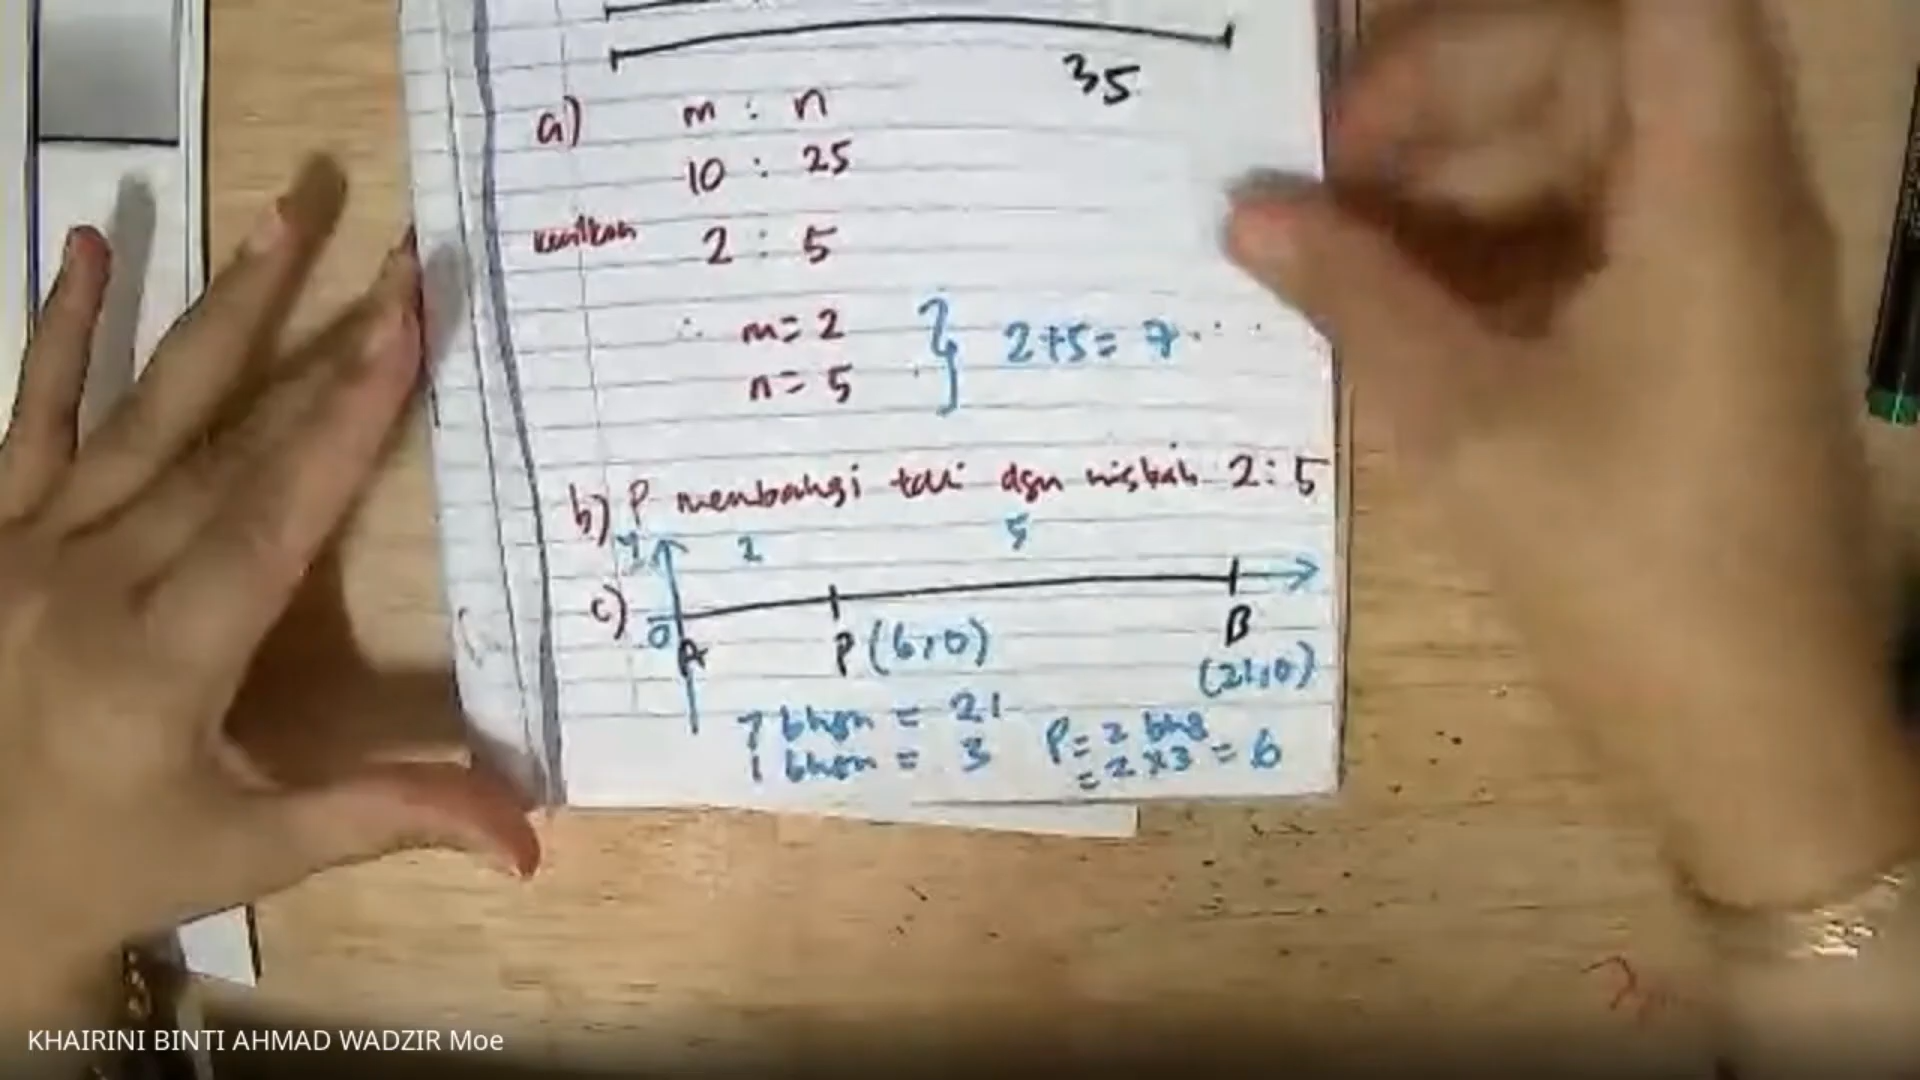 35
a) m : n
10 : 25
kecilkan 2 : 5
∴ m = 2
n = 5
} 2+5 = 7
b) P membahagi tali dgn nisbah 2 : 5
y 2 5
c) 0 A P (6,0) B
(21,0)
7 bhgn = 21
1 bhgn = 3
P = 2 bhg
= 2 x 3 = 6
KHAIRINI BINTI AHMAD WADZIR Moe